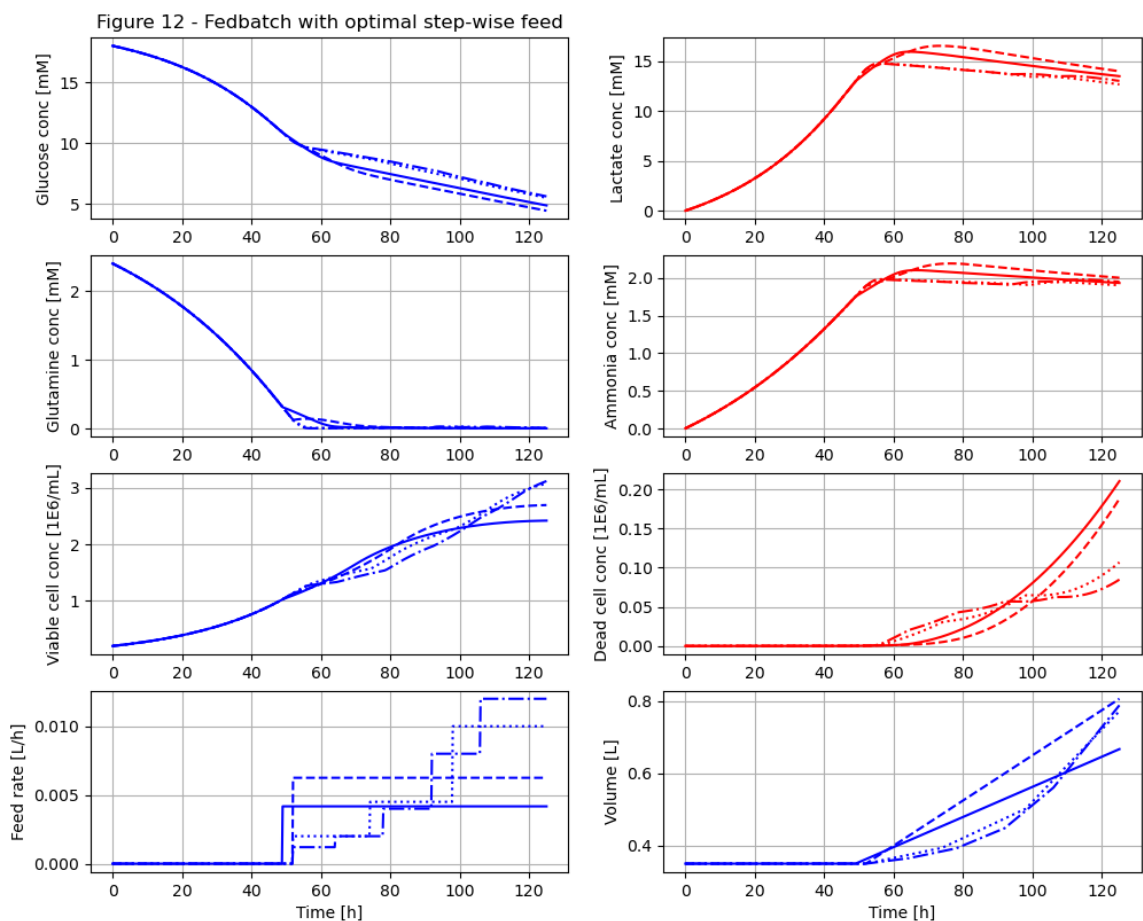 Figure 12 - Fedbatch with optimal step-wise feed
Glucose conc [mM]
15
10
5
0 20 40 60 80 100 120
Lactate conc [mM]
15
10
5
0
0 20 40 60 80 100 120
Glutamine conc [mM]
2
1
0
0 20 40 60 80 100 120
Ammonia conc [mM]
2.0
1.5
1.0
0.5
0.0
0 20 40 60 80 100 120
Viable cell conc [1E6/mL]
3
2
1
0 20 40 60 80 100 120
Dead cell conc [1E6/mL]
0.20
0.15
0.10
0.05
0.00
0 20 40 60 80 100 120
Feed rate [L/h]
0.010
0.005
0.000
0 20 40 60 80 100 120
Time [h]
Volume [L]
0.8
0.6
0.4
0 20 40 60 80 100 120
Time [h]